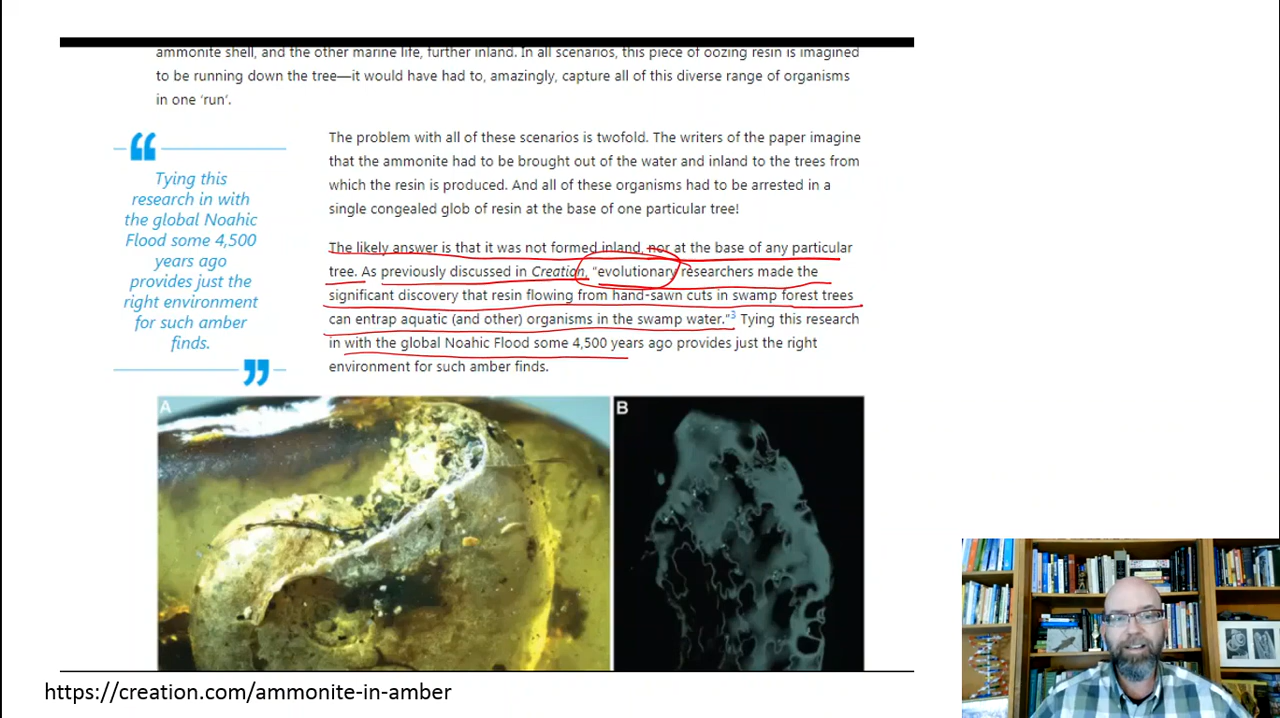 ammonite shell, and the other marine life, further inland. In all scenarios, this piece of oozing resin is imagined
to be running down the tree—it would have had to, amazingly, capture all of this diverse range of organisms
in one ‘run’.
“
Tying this
research in with
the global Noahic
Flood some 4,500
years ago
provides just the
right environment
for such amber
finds.
”
The problem with all of these scenarios is twofold. The writers of the paper imagine
that the ammonite had to be brought out of the water and inland to the trees from
which the resin is produced. And all of these organisms had to be arrested in a
single congealed glob of resin at the base of one particular tree!
The likely answer is that it was not formed inland, nor at the base of any particular
tree. As previously discussed in Creation, “evolutionary researchers made the
significant discovery that resin flowing from hand-sawn cuts in swamp forest trees
can entrap aquatic (and other) organisms in the swamp water.”3 Tying this research
in with the global Noahic Flood some 4,500 years ago provides just the right
environment for such amber finds.
A
B
https://creation.com/ammonite-in-amber